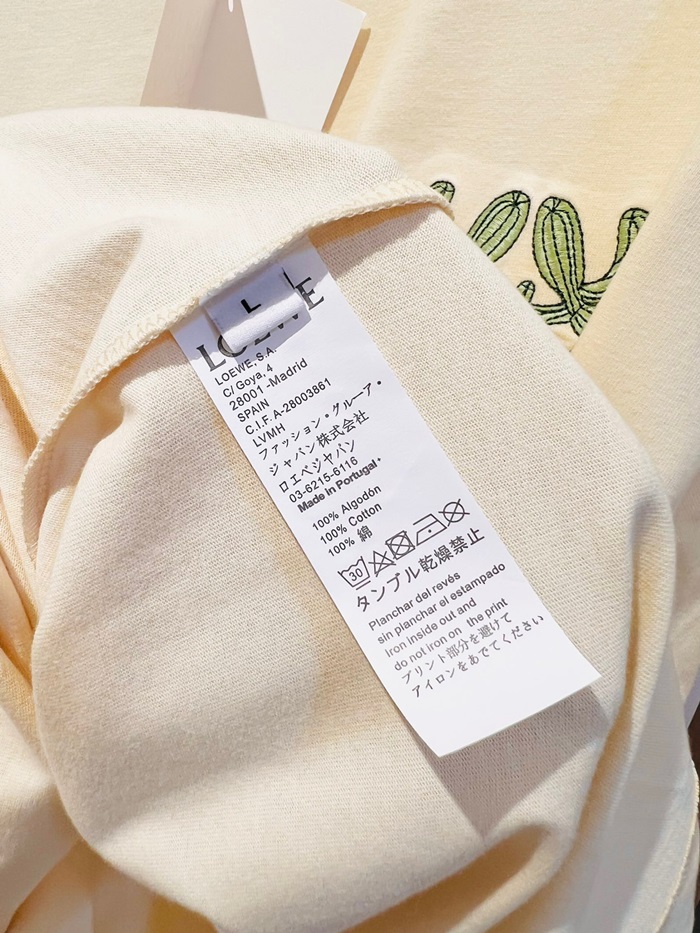 L
LOEWE
LOEWE, S.A.
C/ Goya, 4
28001 -Madrid
SPAIN
C.I.F. A-28003861
LVMH
ファッション・グルーア・
ジャパン株式会社
ロエベジャパン
03-6215-6116
Made in Portugal・
100% Algodón
100% Cotton
100% 綿
30
タンブル乾燥禁止
Planchar del revés
sin planchar el estampado
iron inside out and
do not iron on the print
プリント部分を避けて
アイロンをあでてください